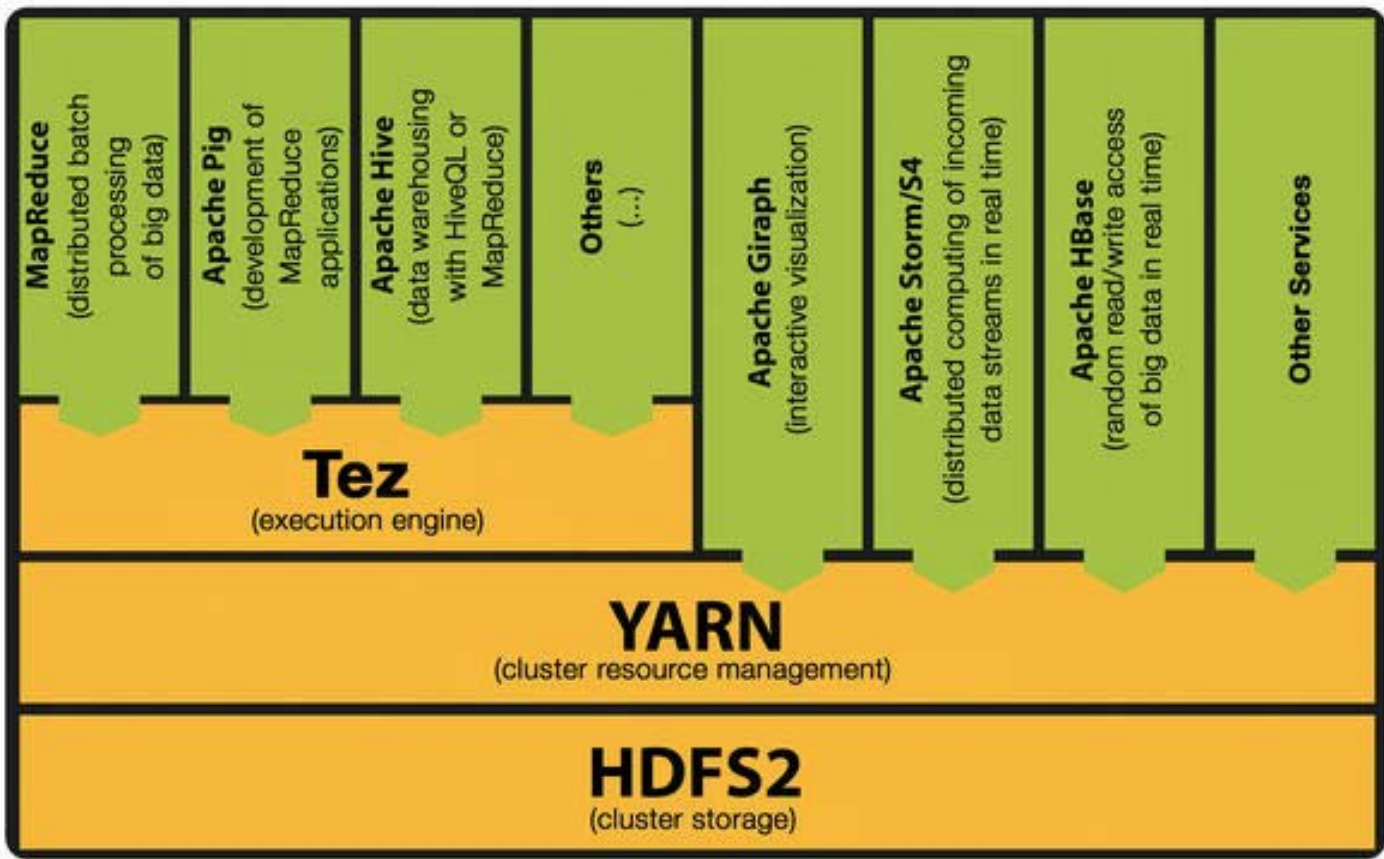 MapReduce
(distributed batch
processing
of big data)
Apache Pig
(development of
MapReduce
applications)
Apache Hive
(data warehousing
with HiveQL or
MapReduce)
Others
(...)
Apache Giraph
(interactive visualization)
Apache Storm/S4
(distributed computing of incoming
data streams in real time)
Apache HBase
(random read/write access
of big data in real time)
Other Services
Tez
(execution engine)
YARN
(cluster resource management)
HDFS2
(cluster storage)